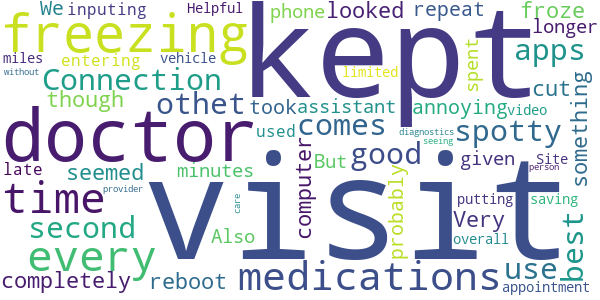 We inputing Helpful phone looked repeat froze
freezing kept longer
miles entering vehicle Connection limited spent apps
without though othet took assistant annoying video cut something
doctor comes used diagnostics seeing spotty
late seemed minutes computer But good given Site person
time provider care visit probably Very putting saving
second Also overall best
every medications use
completely reboot appointment